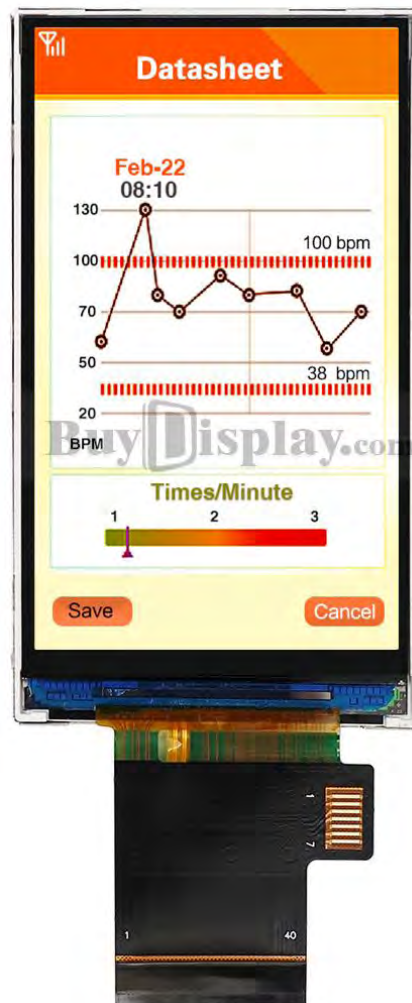 Datasheet
Feb-22
08:10
130
100 bpm
100
70
50
38 bpm
20
BPM
BuyDisplay.com
Times/Minute
1 2 3
Save Cancel
1
7
1 40